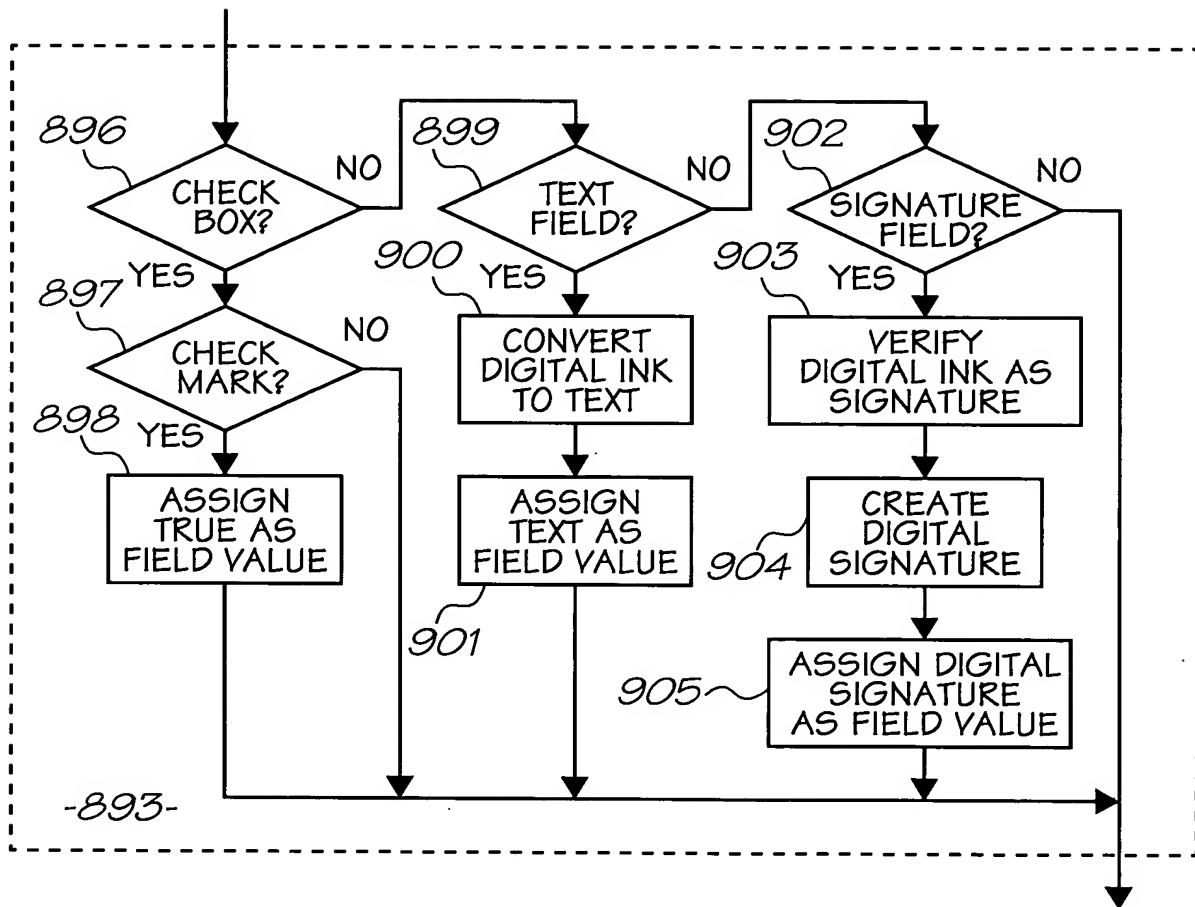 896
CHECK
BOX?
NO
YES
899
TEXT
FIELD?
NO
YES
902
SIGNATURE
FIELD?
NO
YES
897
CHECK
MARK?
NO
YES
900
CONVERT
DIGITAL INK
TO TEXT
903
VERIFY
DIGITAL INK AS
SIGNATURE
898
ASSIGN
TRUE AS
FIELD VALUE
ASSIGN
TEXT AS
FIELD VALUE
901
CREATE
DIGITAL
SIGNATURE
904
ASSIGN DIGITAL
SIGNATURE
AS FIELD VALUE
905
-893-